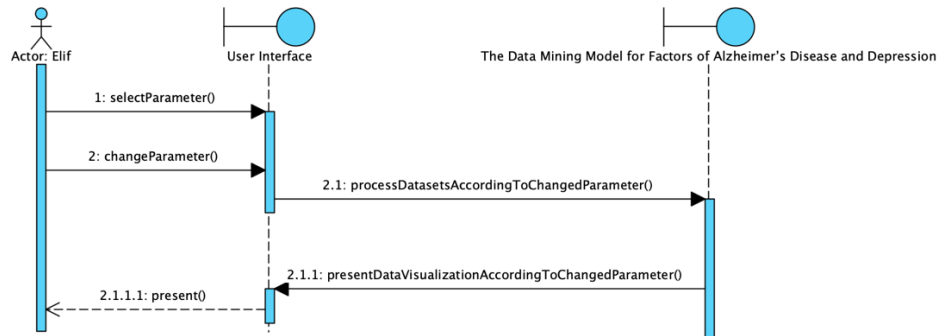 Actor: Elif
User Interface
The Data Mining Model for Factors of Alzheimer's Disease and Depression
1: selectParameter()
2: changeParameter()
2.1: processDatasetsAccordingToChangedParameter()
2.1.1: presentDataVisualizationAccordingToChangedParameter()
2.1.1.1: present()